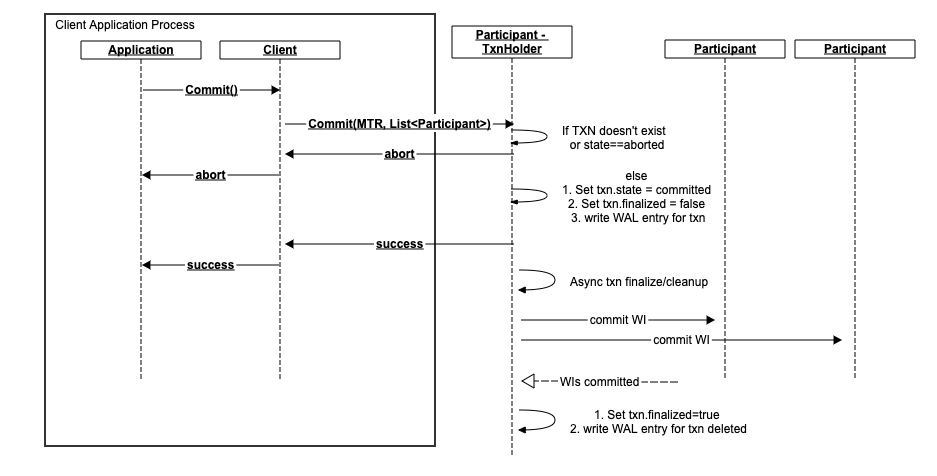 Client Application Process
Application
Client
Participant -
TxnHolder
Participant
Participant
Commit()
Commit(MTR, List<Participant>)
If TXN doesn't exist
or state==aborted
abort
abort
else
1. Set txn.state = committed
2. Set txn.finalized = false
3. write WAL entry for txn
success
success
Async txn finalize/cleanup
commit WI
commit WI
WIs committed
1. Set txn.finalized=true
2. write WAL entry for txn deleted